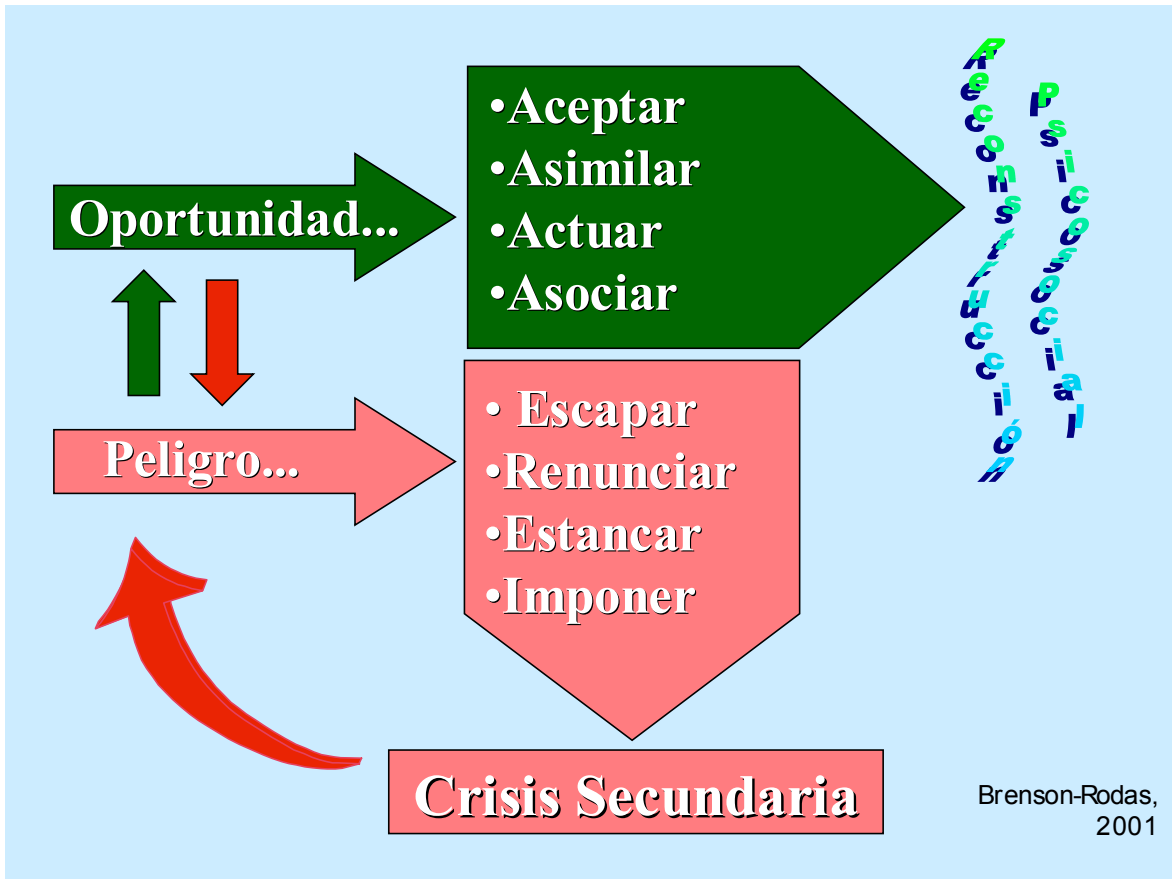 Oportunidad...
•Aceptar
•Asimilar
•Actuar
•Asociar
Reconstrucción
Psicosocial
Peligro...
• Escapar
•Renunciar
•Estancar
•Imponer
Crisis Secundaria
Brenson-Rodas,
2001